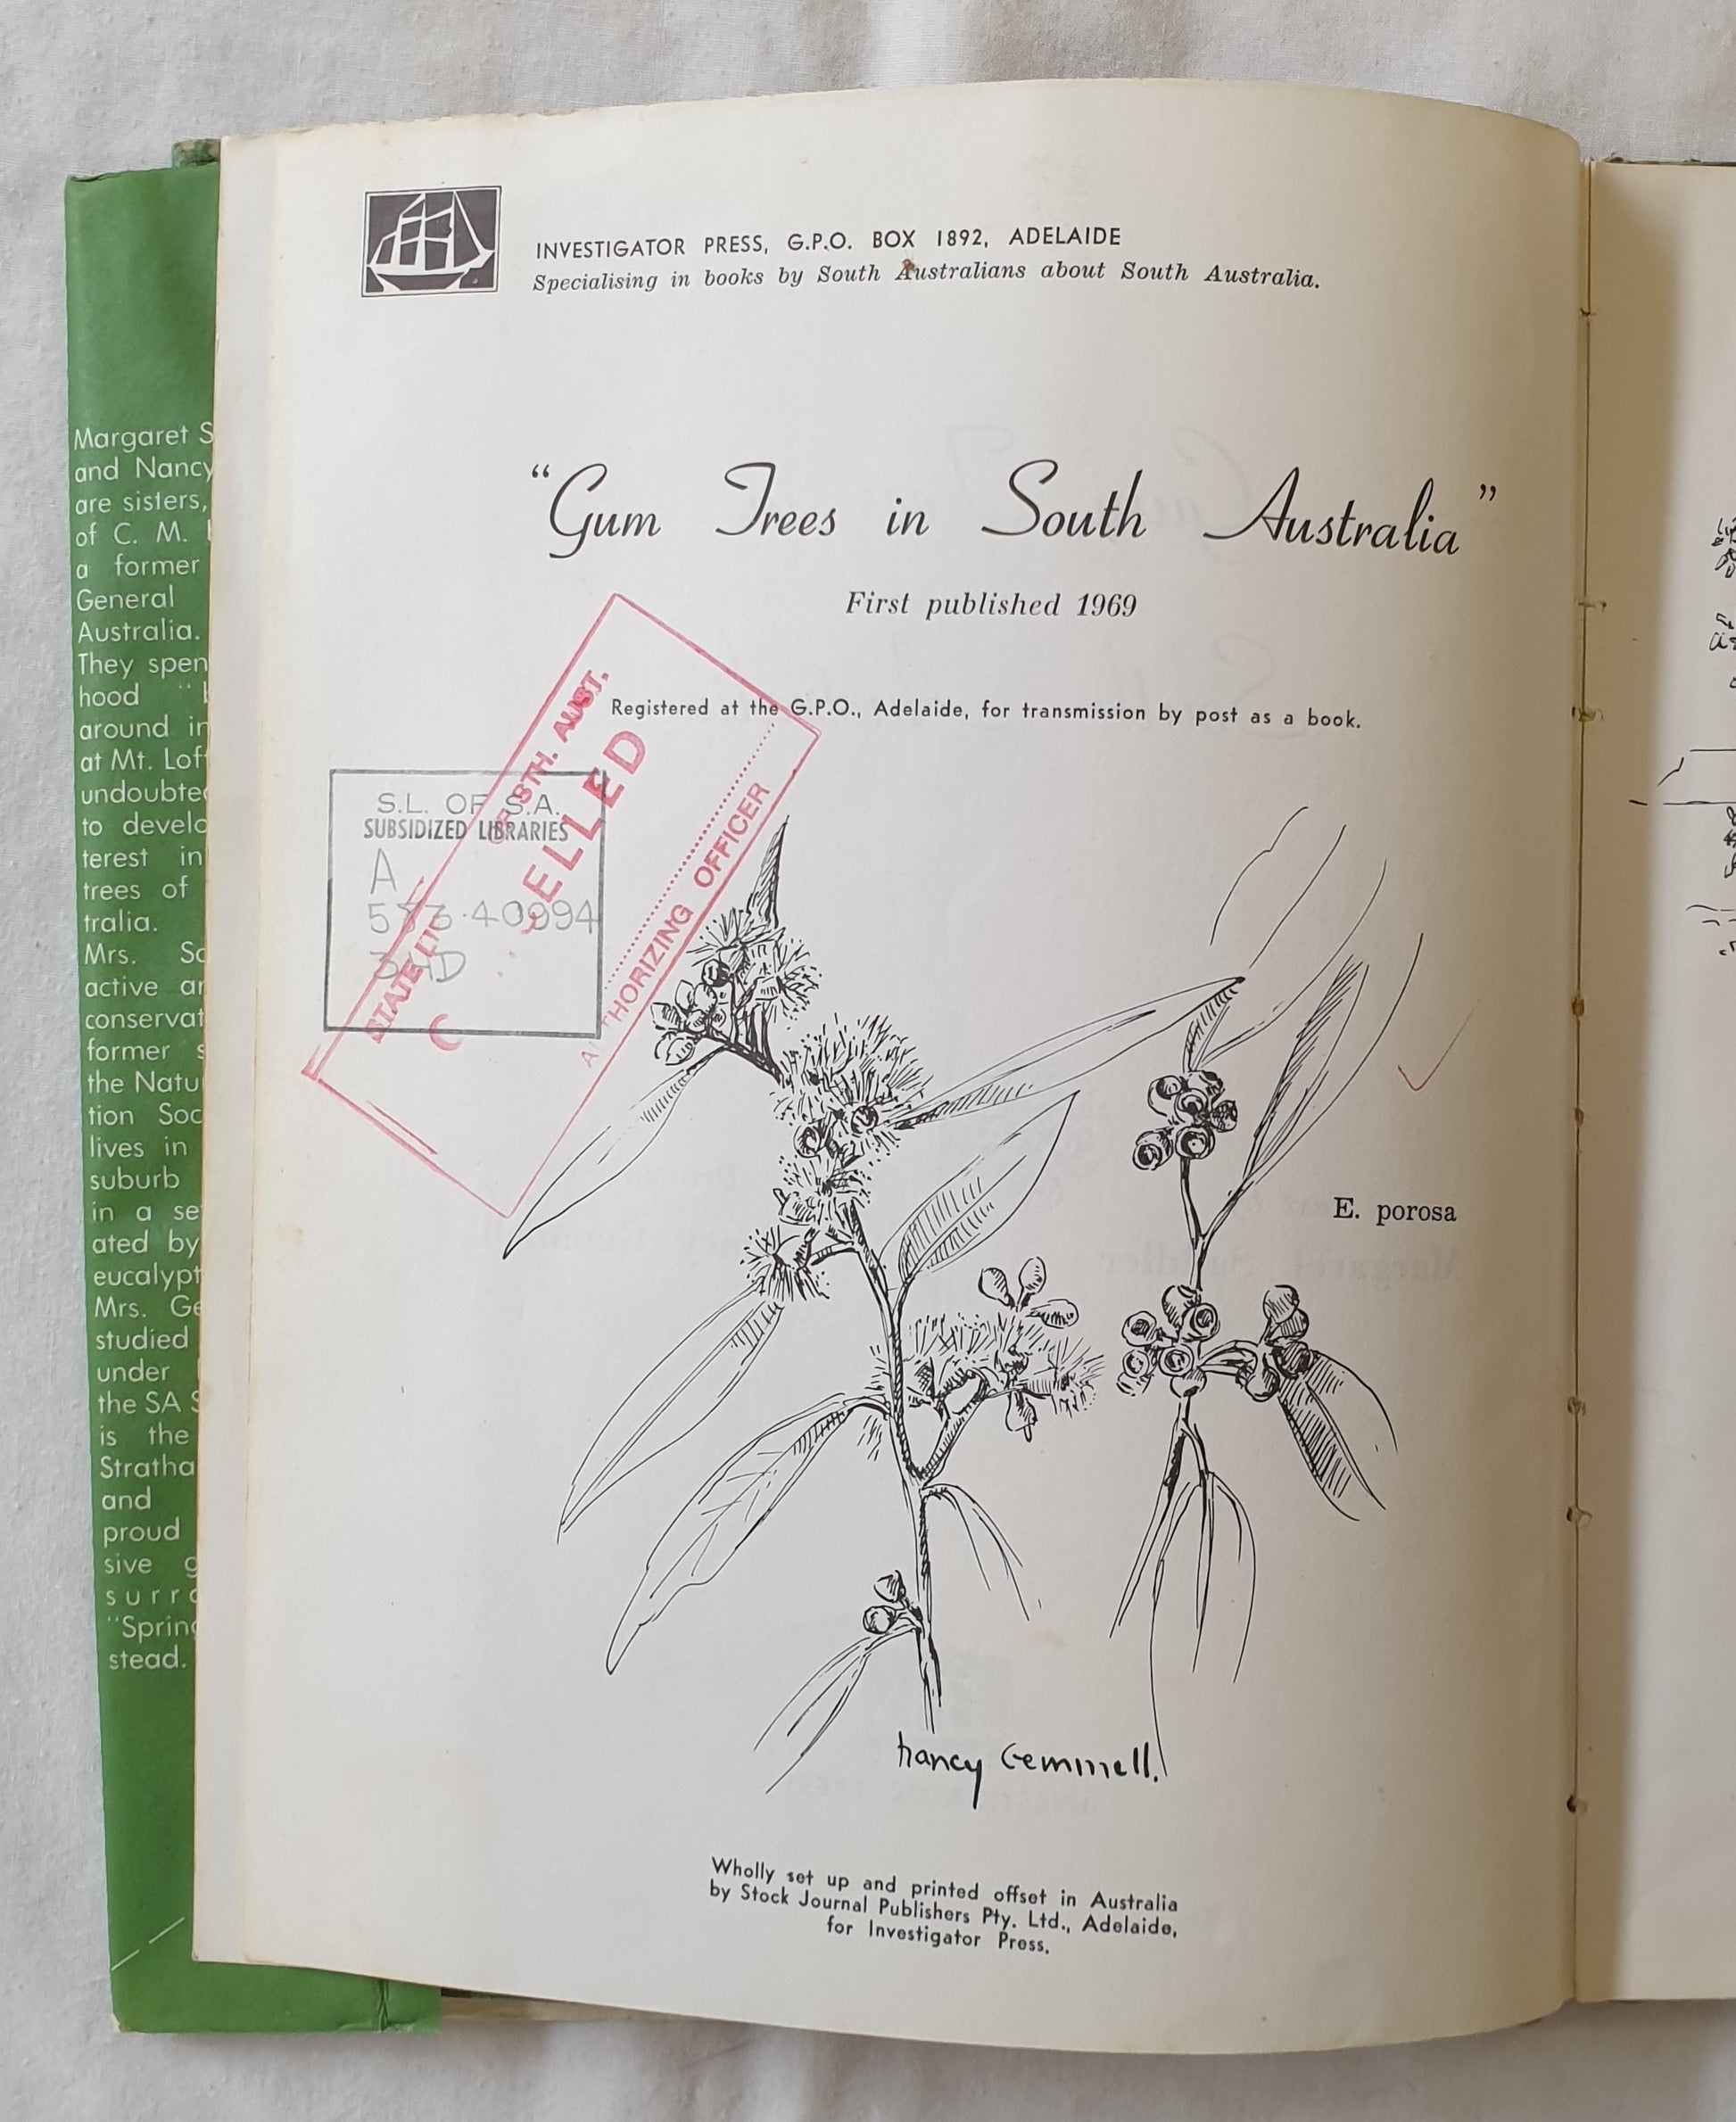 Margaret S
and Nancy
are sisters,
of C. M.
a former
General
Australia.
They spen
hood "
around in
at Mt. Lof
undoubte
to develo
terest in
trees of
tralia.
Mrs. Sc
active ar
conservat
former s
the Natu
tion Soc
lives in
suburb
in a se
ated by
eucalypt
Mrs. Ge
studied
under
the SA S
is the
Stratha
and
proud
sive g
surro
"Spring
stead.
INVESTIGATOR PRESS, G.P.O. BOX 1892, ADELAIDE
Specialising in books by South Australians about South Australia.
"Gum Trees in South Australia"
First published 1969
Registered at the G.P.O., Adelaide, for transmission by post as a book.
S.L. OF S.A.
SUBSIDIZED LIBRARIES
A
STATE LI OF STH. AUST.
C ELLED
A THORIZING OFFICER
E. porosa
Nancy Gemmell.
Wholly set up and printed offset in Australia
by Stock Journal Publishers Pty. Ltd., Adelaide,
for Investigator Press.